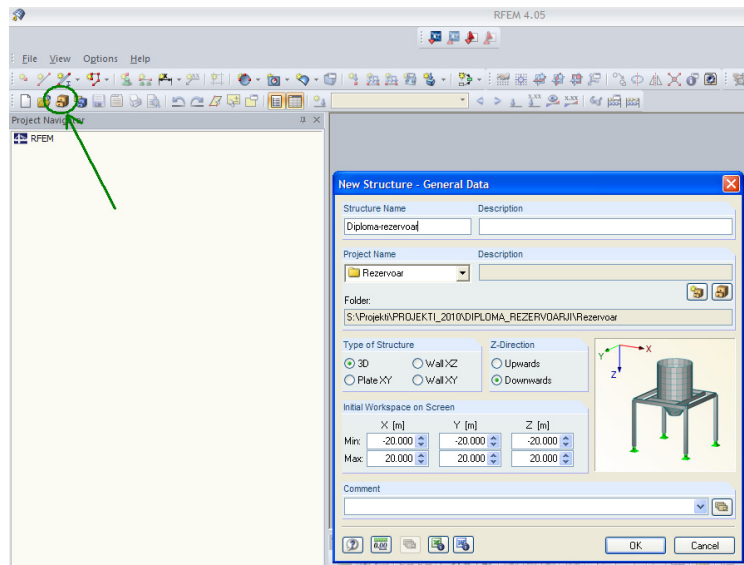 RFEM 4.05
File View Options Help
Project Navigator
RFEM
New Structure - General Data
Structure Name Description
Diploma-rezervoar
Project Name Description
Rezervoar
Folder:
S:\Projekti\PROJEKTI_2010\DIPLOMA_REZERVOARJI\Rezervoar
Type of Structure Z-Direction
3D Wall XZ Upwards
Plate XY Wall XY Downwards
Y X
Z
Initial Workspace on Screen
X [m] Y [m] Z [m]
Min: -20.000 -20.000 -20.000
Max: 20.000 20.000 20.000
Comment
0.00
OK Cancel